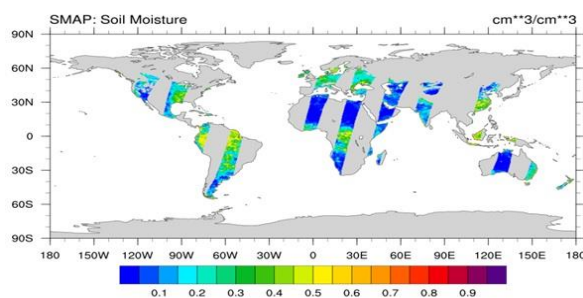 SMAP: Soil Moisture cm**3/cm**3
90N
60N
30N
0
30S
60S
90S
180 150W 120W 90W 60W 30W 0 30E 60E 90E 120E 150E 180
0.1 0.2 0.3 0.4 0.5 0.6 0.7 0.8 0.9